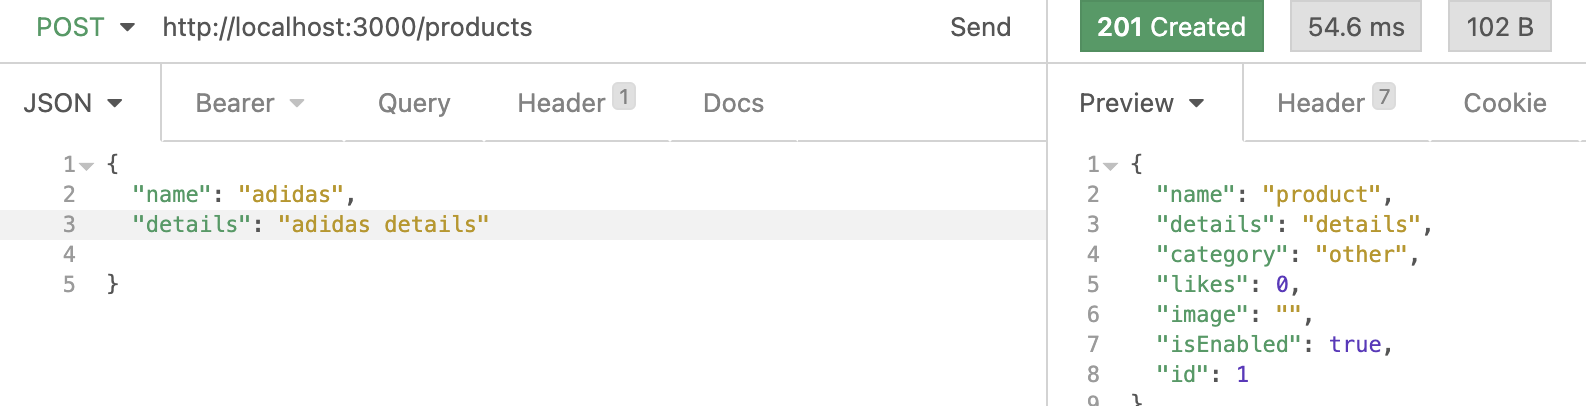 POST http://localhost:3000/products Send 201 Created 54.6 ms 102 B
JSON Bearer Query Header 1 Docs Preview Header 7 Cookie
1 {
2 "name": "adidas",
3 "details": "adidas details"
4
5 }
1 {
2 "name": "product",
3 "details": "details",
4 "category": "other",
5 "likes": 0,
6 "image": "",
7 "isEnabled": true,
8 "id": 1
9 }